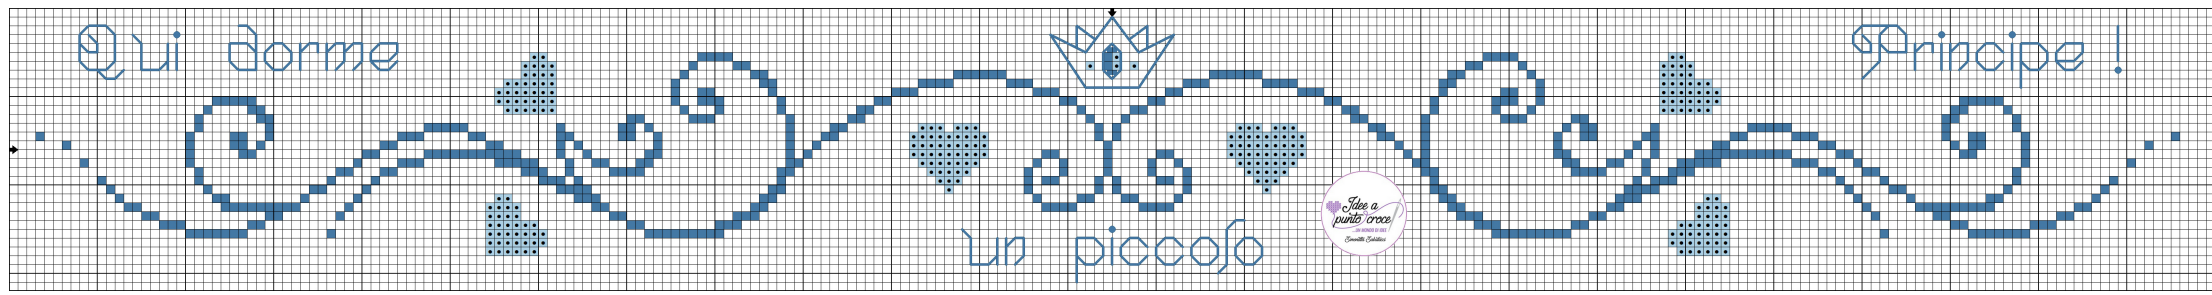 Qui dorme
un piccolo
Principe !
Idee a
punto croce